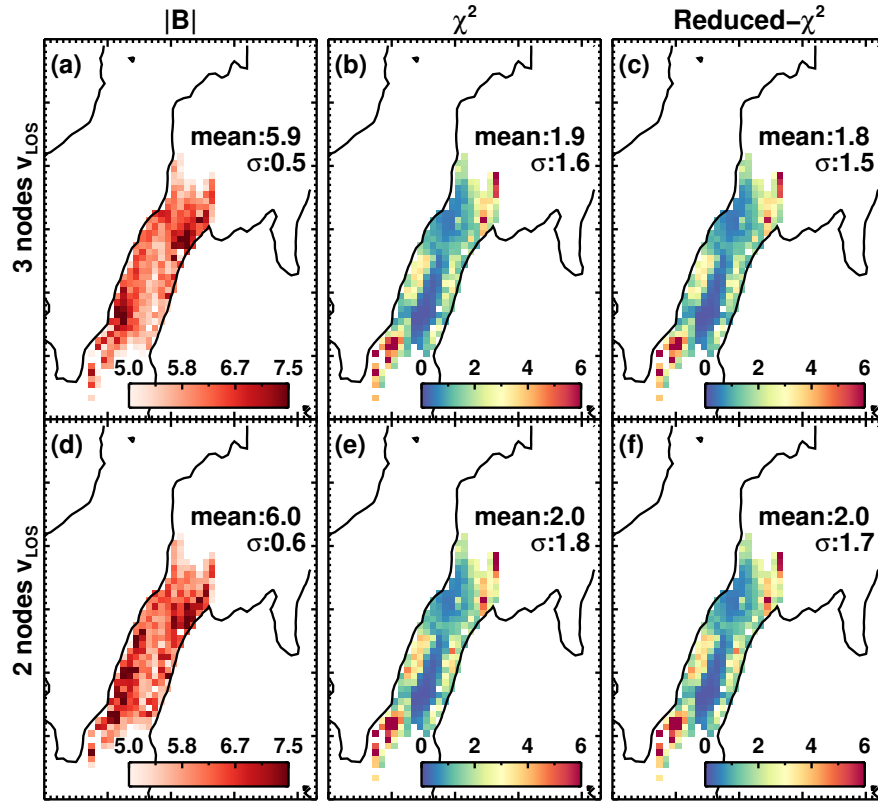 |B| χ² Reduced−χ²
3 nodes vLOS
(a) (b) (c)
mean:5.9 mean:1.9 mean:1.8
σ:0.5 σ:1.6 σ:1.5
5.0 5.8 6.7 7.5 0 2 4 6 0 2 4 6
2 nodes vLOS
(d) (e) (f)
mean:6.0 mean:2.0 mean:2.0
σ:0.6 σ:1.8 σ:1.7
5.0 5.8 6.7 7.5 0 2 4 6 0 2 4 6